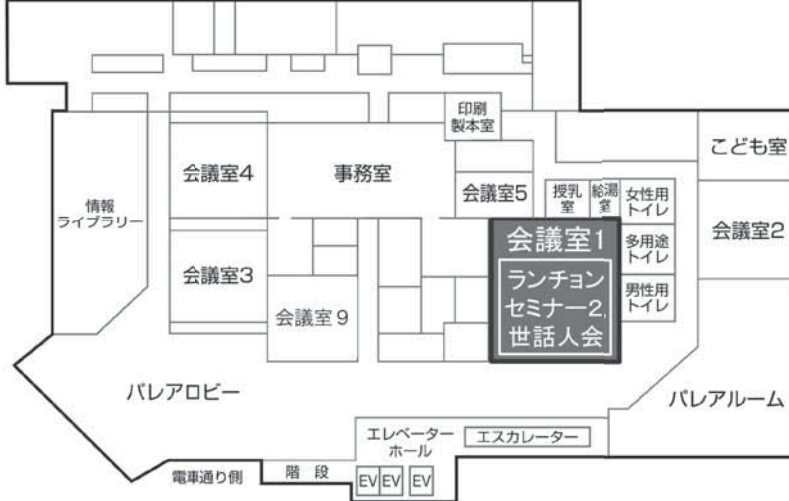 印刷
製本室
こども室
会議室4
事務室
会議室5
授乳
室
給湯
室
女性用
トイレ
情報
ライブラリー
会議室1
多用途
トイレ
会議室2
会議室3
ランチョン
セミナー2,
世話人会
男性用
トイレ
会議室9
パレアロビー
パレアルーム
エレベーター
ホール
エスカレーター
電車通り側
階 段
EV
EV
EV